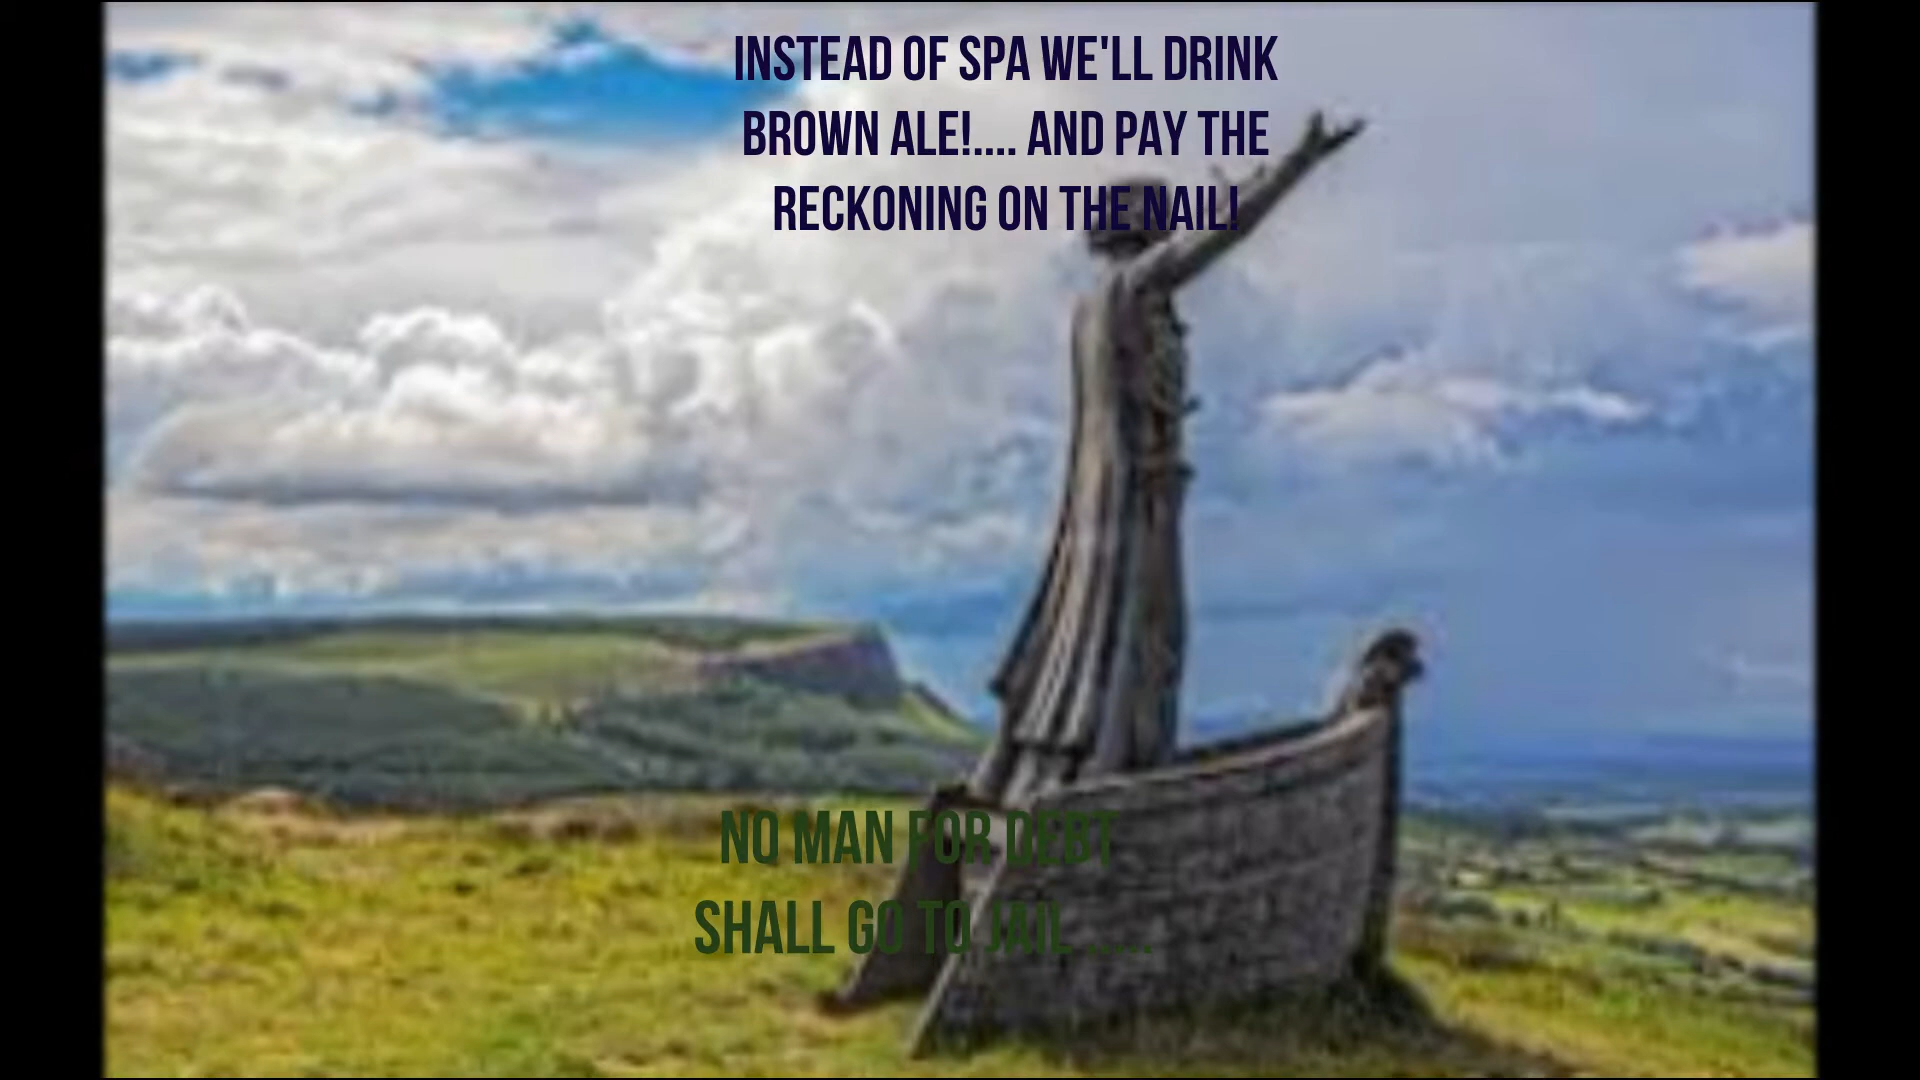 INSTEAD OF SPA WE'LL DRINK
BROWN ALE!.... AND PAY THE
RECKONING ON THE NAIL!
NO MAN FOR DEBT
SHALL GO TO JAIL .....